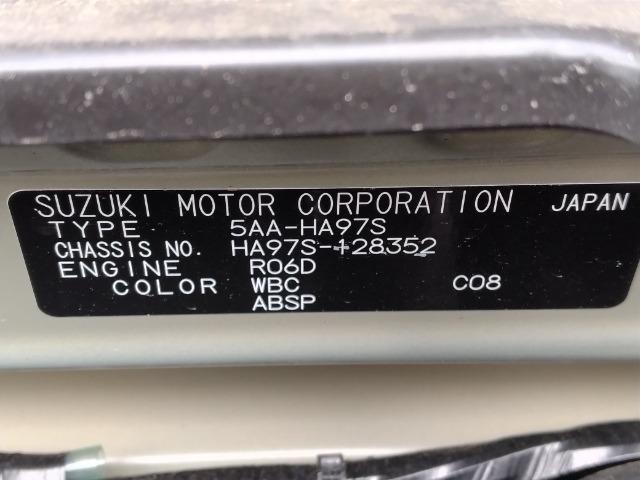 SUZUKI MOTOR CORPORATION JAPAN
TYPE 5AA-HA97S
CHASSIS NO. HA97S-128352
ENGINE R06D
COLOR WBC C08
ABSP